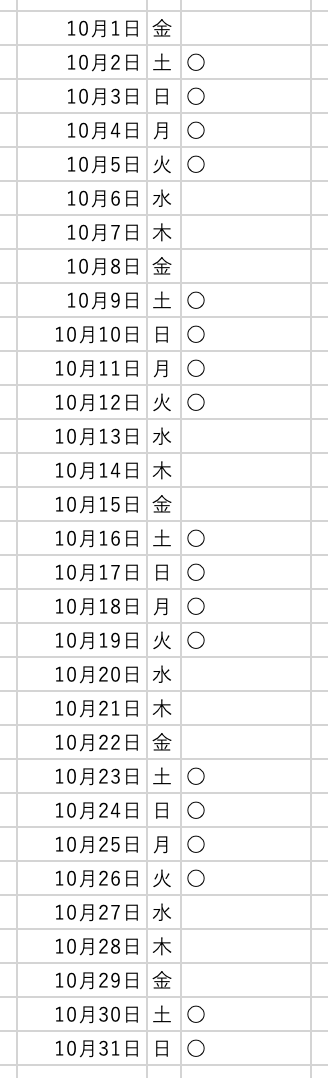 10月1日 金
10月2日 土 ○
10月3日 日 ○
10月4日 月 ○
10月5日 火 ○
10月6日 水
10月7日 木
10月8日 金
10月9日 土 ○
10月10日 日 ○
10月11日 月 ○
10月12日 火 ○
10月13日 水
10月14日 木
10月15日 金
10月16日 土 ○
10月17日 日 ○
10月18日 月 ○
10月19日 火 ○
10月20日 水
10月21日 木
10月22日 金
10月23日 土 ○
10月24日 日 ○
10月25日 月 ○
10月26日 火 ○
10月27日 水
10月28日 木
10月29日 金
10月30日 土 ○
10月31日 日 ○